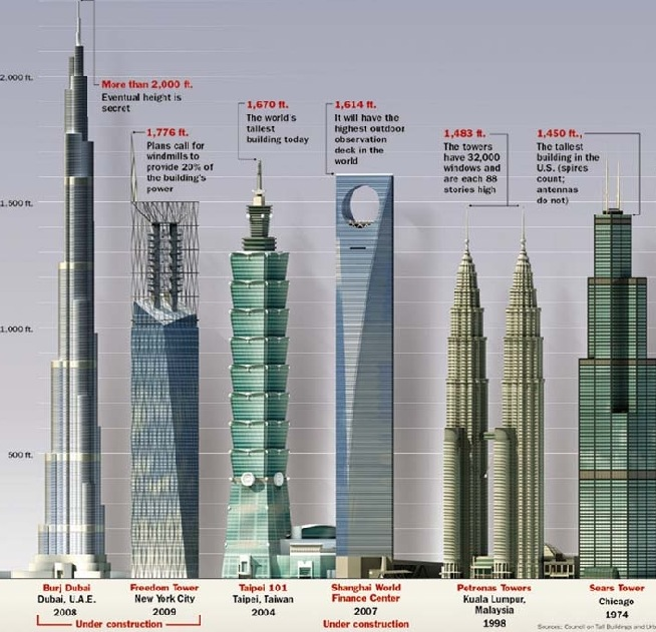 More than 2,000 ft.
Eventual height is
secret
1,776 ft.
Plans call for
windmills to
provide 20% of
the building's
power
1,670 ft.
The world's
tallest
building today
1,614 ft.
It will have the
highest outdoor
observation
deck in the
world
1,483 ft.
The towers
have 32,000
windows and
are each 88
stories high
1,450 ft.,
The tallest
building in the
U.S. (spires
count;
antennas
do not)
2,000 ft.
1,500 ft.
1,000 ft.
500 ft.
Burj Dubai
Dubai, U.A.E.
2008
Freedom Tower
New York City
2009
Under construction
Taipei 101
Taipei, Taiwan
2004
Shanghai World
Finance Center
2007
Under construction
Petronas Towers
Kuala Lumpur,
Malaysia
1998
Sears Tower
Chicago
1974
Sources: Council on Tall Buildings and Urb